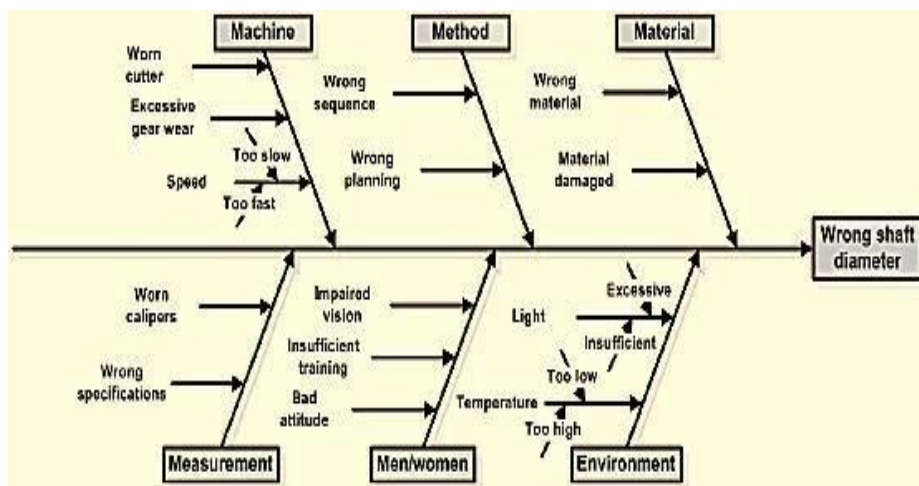 Machine
Method
Material
Worn
cutter
Excessive
gear wear
Too slow
Speed
Too fast
Wrong
sequence
Wrong
planning
Wrong
material
Material
damaged
Wrong shaft
diameter
Worn
calipers
Wrong
specifications
Impaired
vision
Insufficient
training
Bad
attitude
Excessive
Light
Insufficient
Too low
Temperature
Too high
Measurement
Men/women
Environment